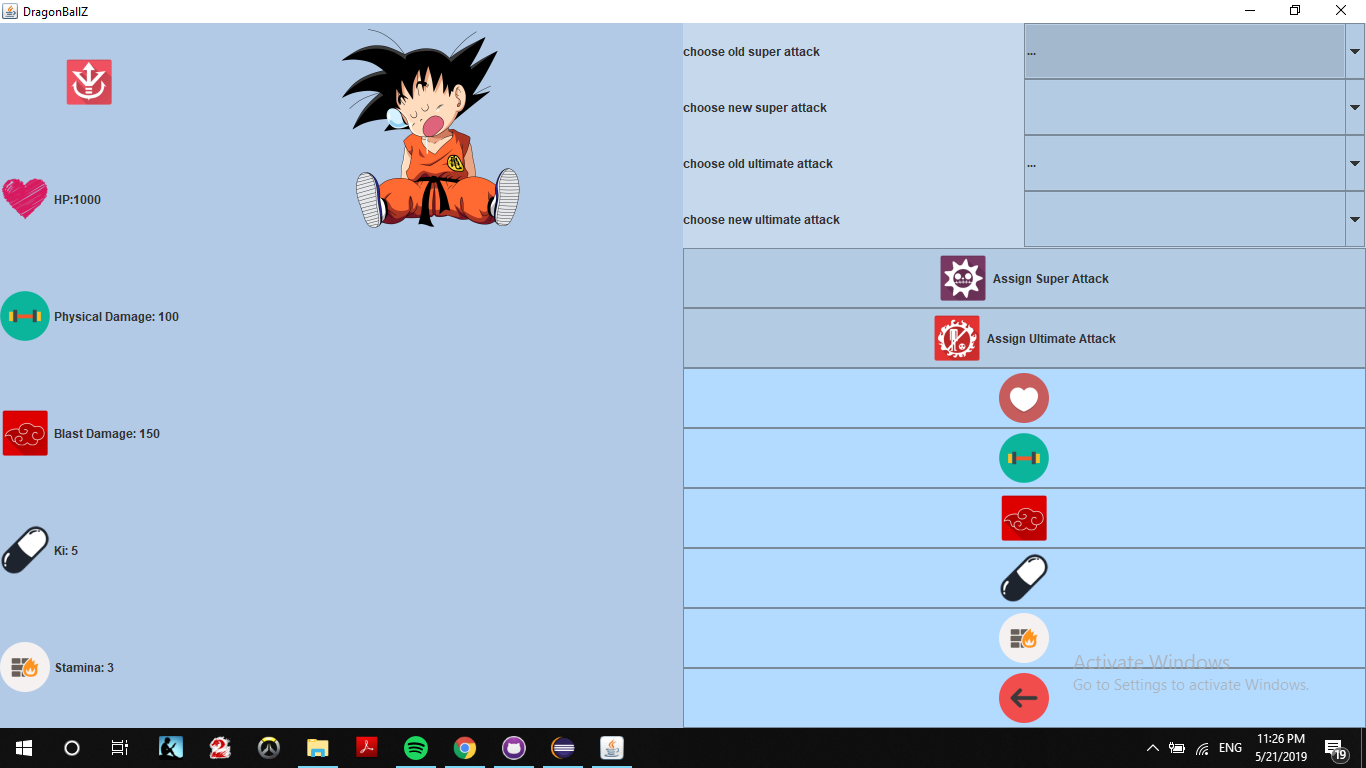 DragonBallZ
HP:1000
Physical Damage: 100
Blast Damage: 150
Ki: 5
Stamina: 3
choose old super attack
...
choose new super attack
choose old ultimate attack
...
choose new ultimate attack
Assign Super Attack
Assign Ultimate Attack
Activate Windows
Go to Settings to activate Windows.
ENG
11:26 PM
5/21/2019
19